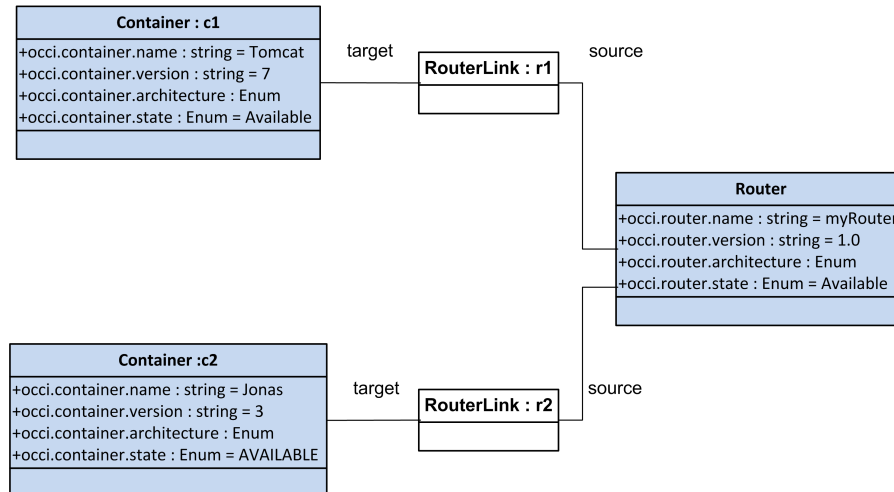 Container : c1
+occi.container.name : string = Tomcat
+occi.container.version : string = 7
+occi.container.architecture : Enum
+occi.container.state : Enum = Available
target
RouterLink : r1
source
Router
+occi.router.name : string = myRouter
+occi.router.version : string = 1.0
+occi.router.architecture : Enum
+occi.router.state : Enum = Available
Container :c2
+occi.container.name : string = Jonas
+occi.container.version : string = 3
+occi.container.architecture : Enum
+occi.container.state : Enum = AVAILABLE
target
RouterLink : r2
source